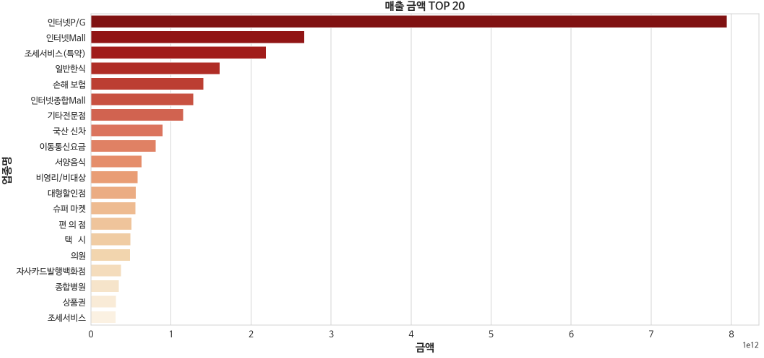 매출 금액 TOP 20
인터넷P/G
인터넷Mall
조세서비스(특약)
일반한식
손해 보험
인터넷종합Mall
기타전문점
국산 신차
이동통신요금
서양음식
비영리/비대상
대형할인점
슈퍼 마켓
편 의 점
택 시
의원
자사카드발행백화점
종합병원
상품권
조세서비스
업종명
0 1 2 3 4 5 6 7 8
1e12
금액